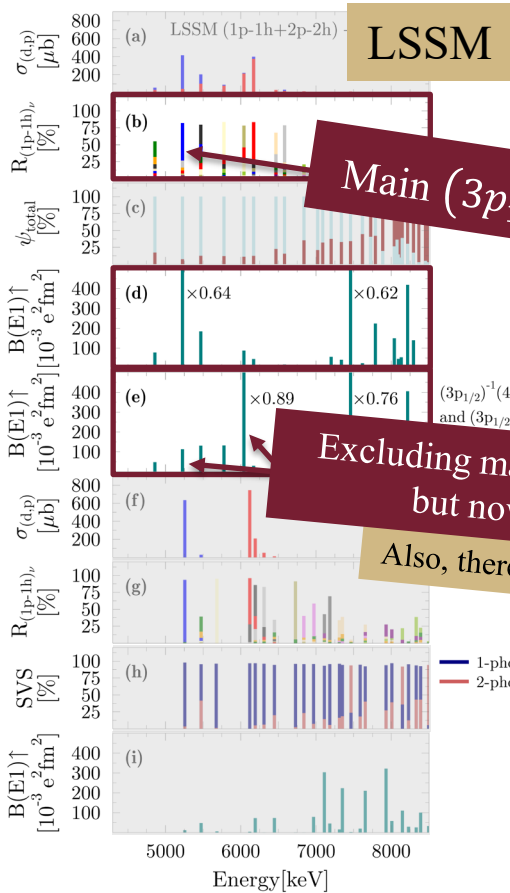 LSSM
LSSM (1p-1h+2p-2h)
(a)
σ(d,p)
[μb]
800
600
400
200
(b)
R(1p-1h)ν
[%]
100
75
50
25
Main (3p
(c)
ψtotal
[%]
100
75
50
25
(d)
B(E1)↑
[10⁻³ e²fm²]
400
300
200
100
×0.64
×0.62
(e)
B(E1)↑
[10⁻³ e²fm²]
400
300
200
100
×0.89
×0.76
(3p1/2)⁻¹(4
and (3p1/2
Excluding ma
but nov
Also, there
(f)
σ(d,p)
[μb]
800
600
400
200
(g)
R(1p-1h)ν
[%]
100
75
50
25
(h)
SVS
[%]
100
75
50
25
1-pho
2-pho
(i)
B(E1)↑
[10⁻³ e²fm²]
400
300
200
100
5000 6000 7000 8000
Energy[keV]